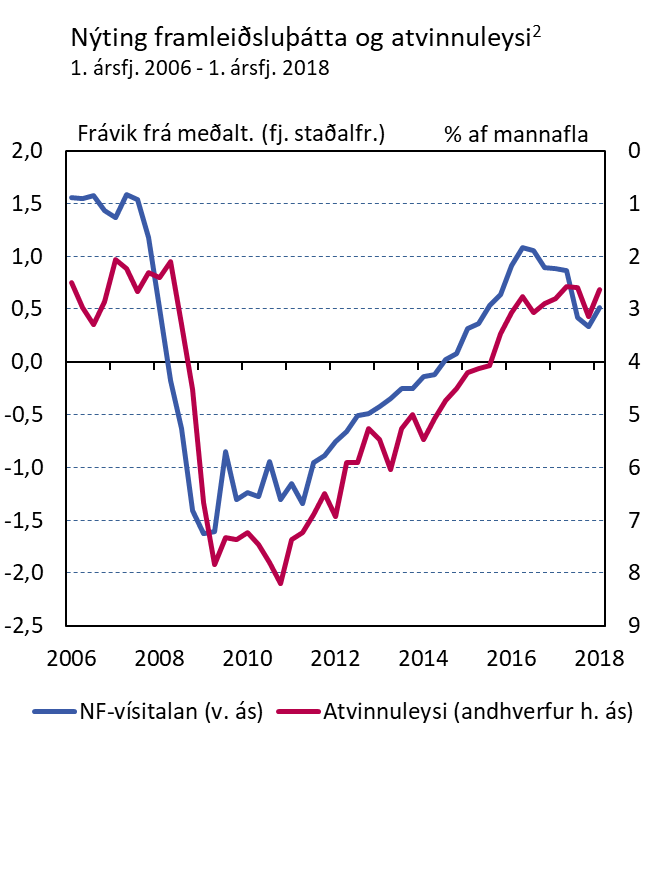 Nýting framleiðsluþátta og atvinnuleysi²
1. ársfj. 2006 - 1. ársfj. 2018
Frávik frá meðalt. (fj. staðalfr.) % af mannafla
2,0 0
1,5 1
1,0 2
0,5 3
0,0 4
-0,5 5
-1,0 6
-1,5 7
-2,0 8
-2,5 9
2006 2008 2010 2012 2014 2016 2018
NF-vísitalan (v. ás) Atvinnuleysi (andhverfur h. ás)